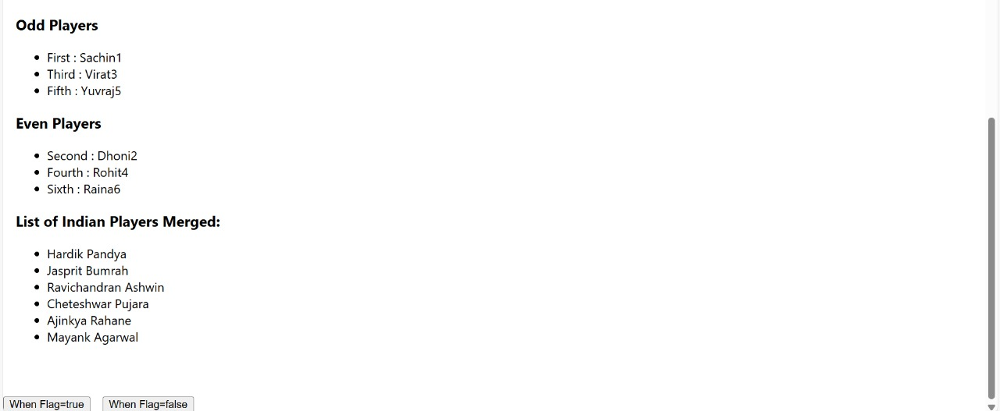 Odd Players
First : Sachin1
Third : Virat3
Fifth : Yuvraj5
Even Players
Second : Dhoni2
Fourth : Rohit4
Sixth : Raina6
List of Indian Players Merged:
Hardik Pandya
Jasprit Bumrah
Ravichandran Ashwin
Cheteshwar Pujara
Ajinkya Rahane
Mayank Agarwal
When Flag=true When Flag=false